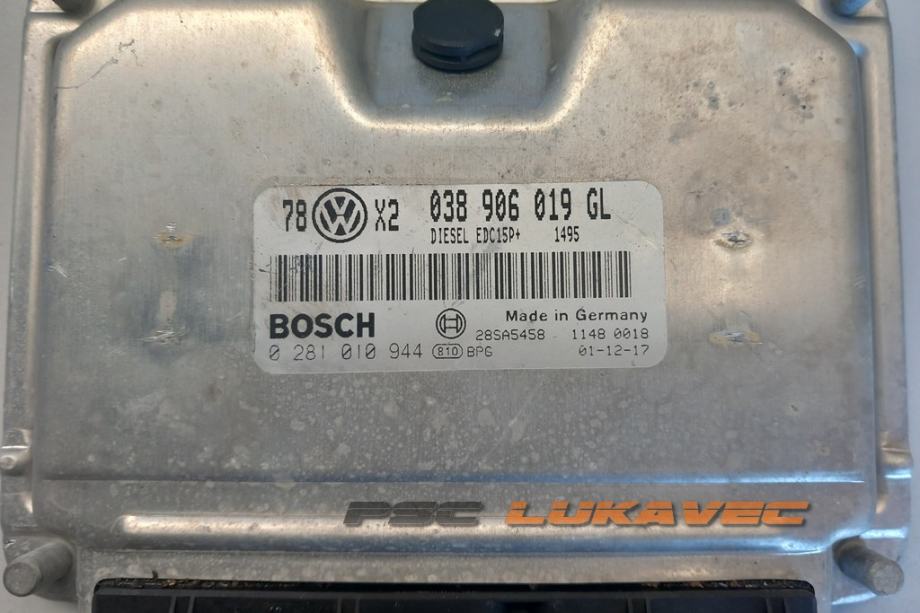 78 VW X2 038 906 019 GL
DIESEL EDC15P+ 1495
Made in Germany
BOSCH 28SA5458 1148 0018
0 281 010 944 810 BPG 01-12-17
PSC LUKAVEC